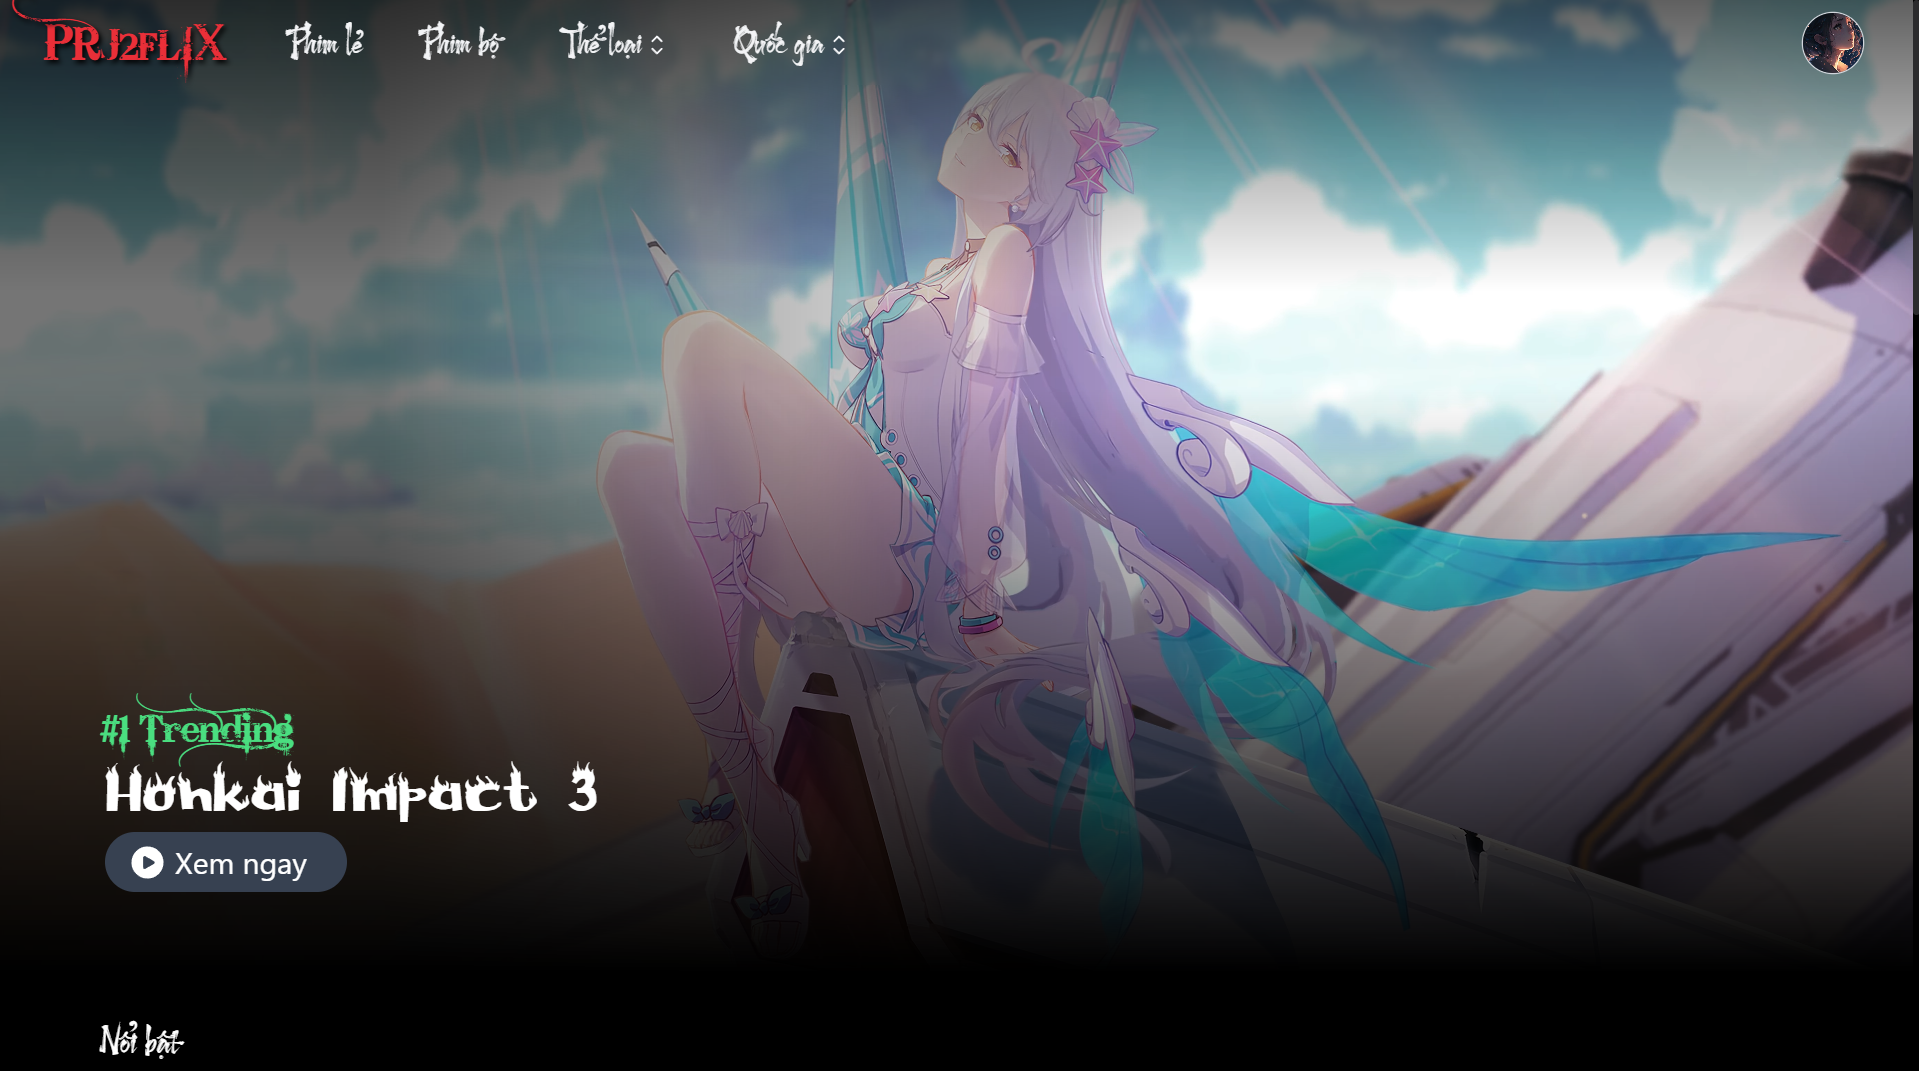 PRJ2FLIX
Phim lẻ Phim bộ Thể loại Quốc gia
#1 Trending
Honkai Impact 3
Xem ngay
Nổi bật